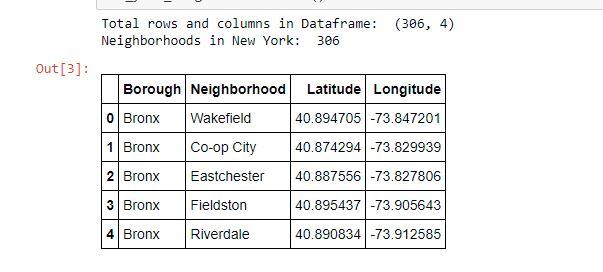 Total rows and columns in Dataframe:  (306, 4)
Neighborhoods in New York:  306
Out[3]:
Borough Neighborhood Latitude Longitude
0 Bronx Wakefield 40.894705 -73.847201
1 Bronx Co-op City 40.874294 -73.829939
2 Bronx Eastchester 40.887556 -73.827806
3 Bronx Fieldston 40.895437 -73.905643
4 Bronx Riverdale 40.890834 -73.912585